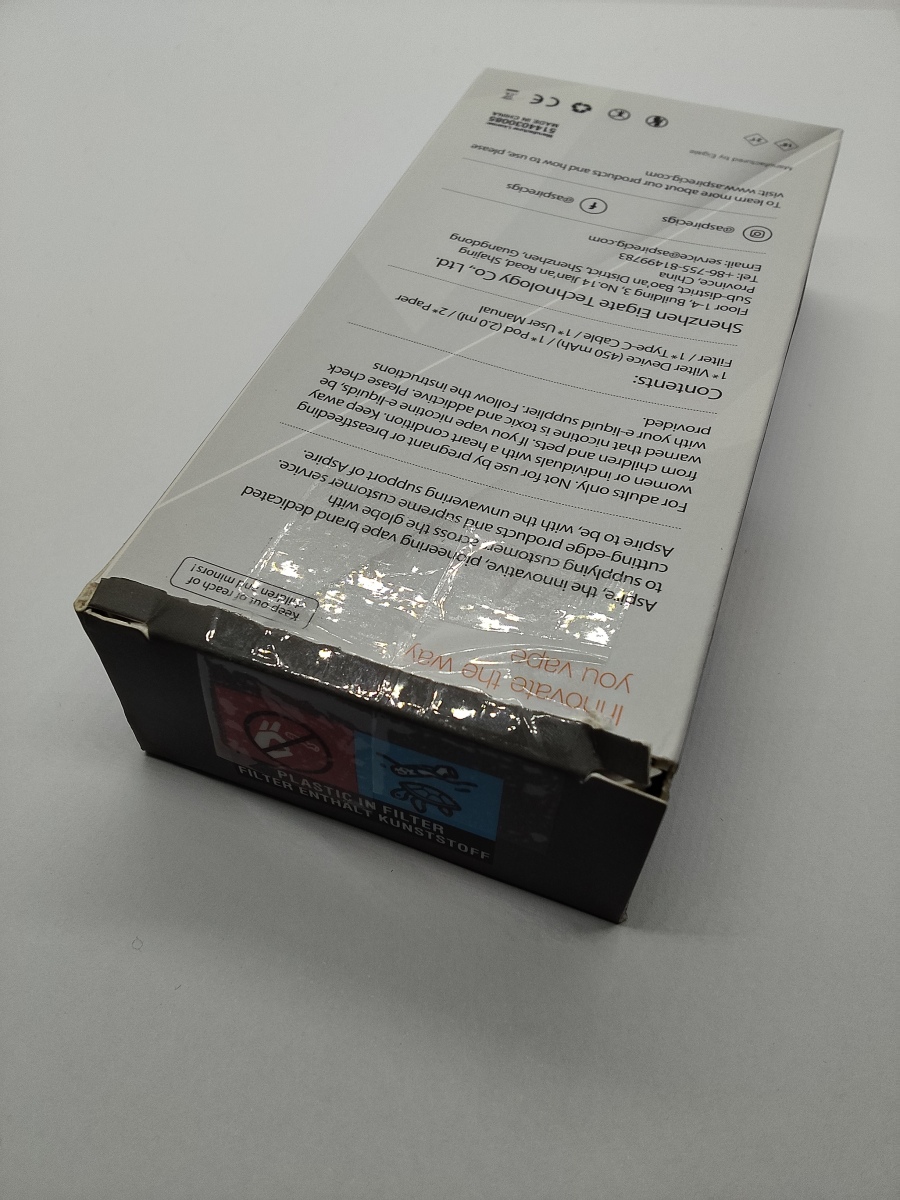 Innovate the way
you vape
Keep out of reach of
children and minors!
Aspire, the innovative, pioneering vape brand dedicated
to supplying customers across the globe with
cutting-edge products and supreme customer service.
Aspire to be, with the unwavering support of Aspire.
For adults only. Not for use by pregnant or breastfeeding
women or individuals with a heart condition. Keep away
from children and pets. If you vape nicotine e-liquids, be
warned that nicotine is toxic and addictive. Please check
with your e-liquid supplier. Follow the instructions
provided.
Contents:
1* Vilter Device (450 mAh) / 1* Pod (2.0 ml) / 2* Paper
Filter / 1* Type-C Cable / 1* User Manual
Shenzhen Eigate Technology Co., Ltd.
Floor 1-4, Building 3, No.14 Jian'an Road, Shajing
Sub-district, Bao'an District, Shenzhen, Guangdong
Province, China
Tel: +86-755-81499783
Email: service@aspirecig.com
@aspirecigs
f @aspirecigs
To learn more about our products and how to use, please
visit: www.aspirecig.com
Manufactured by Eigate
5144030085
MADE IN CHINA
CE
PLASTIC IN FILTER
FILTER ENTHÄLT KUNSTSTOFF